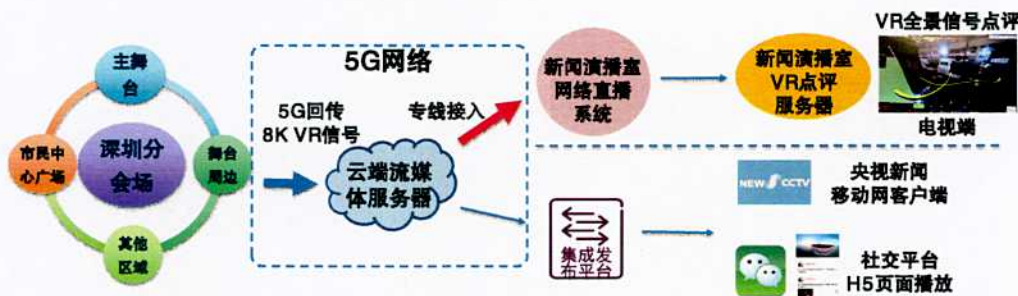 主舞
台
市民中
心广场
深圳分
会场
舞台
周边
其他
区域
5G网络
5G回传
8K VR信号
专线接入
云端流媒
体服务器
新闻演播室
网络直播
系统
新闻演播室
VR点评
服务器
VR全景信号点评
电视端
集成发
布平台
NEWS CCTV
央视新闻
移动网客户端
社交平台
H5页面播放